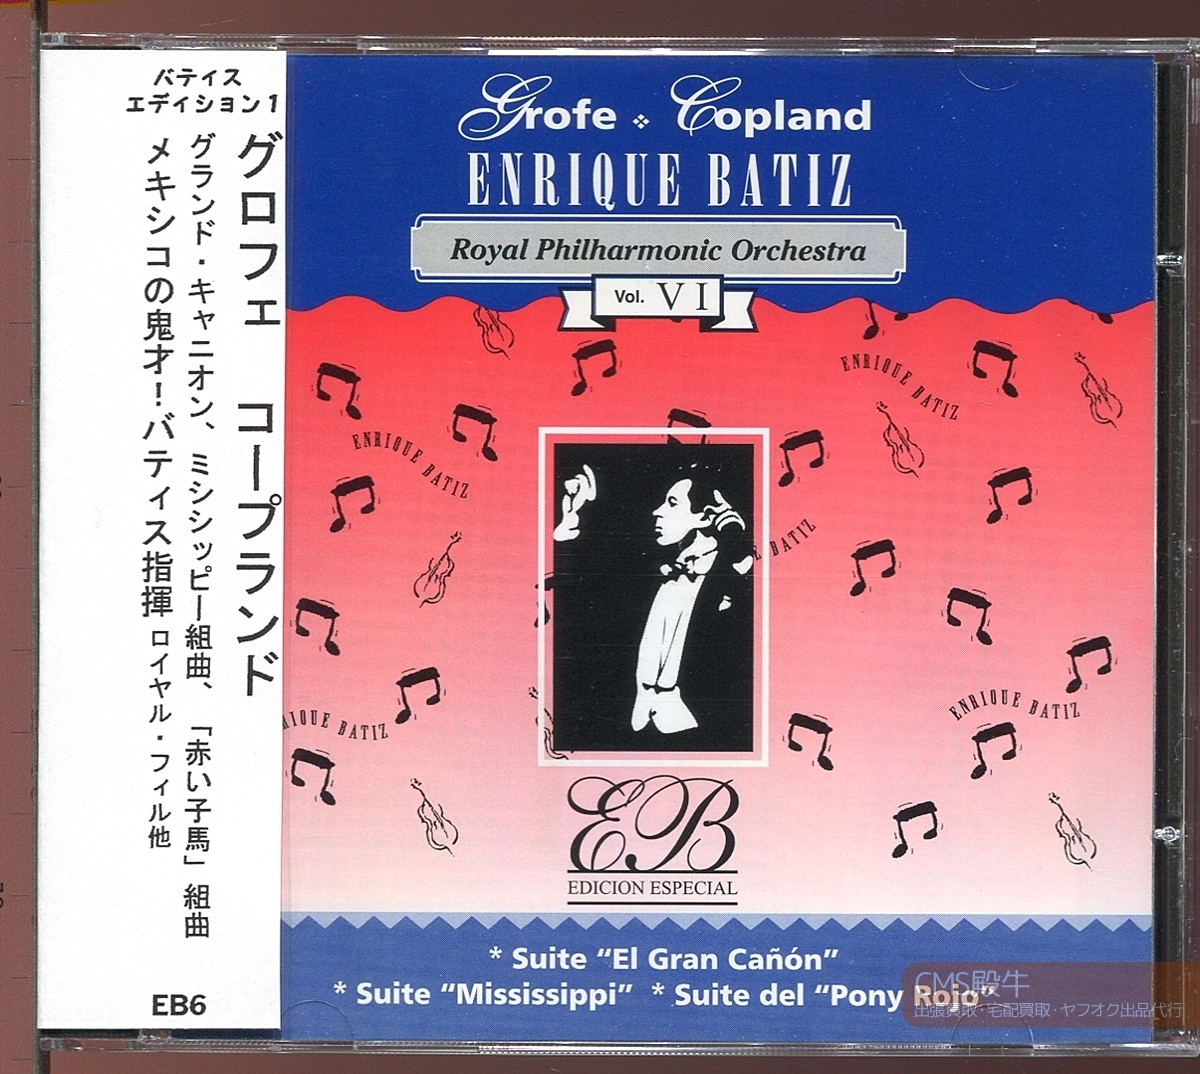 バティス
エディション1
グロフェ　コープランド
グランド・キャニオン、ミシシッピー組曲、「赤い子馬」組曲
メキシコの鬼才！バティス指揮 ロイヤル・フィル他
EB6
Grofe ❖ Copland
ENRIQUE BATIZ
Royal Philharmonic Orchestra
Vol. VI
ENRIQUE BATIZ
ENRIQUE BATIZ
E BATIZ
RIQUE BATIZ
ENRIQUE BATIZ
EB
EDICION ESPECIAL
* Suite “El Gran Cañón”
* Suite “Mississippi” * Suite del “Pony Rojo”
CMS殿牛
出張買取・宅配買取・ヤフオク出品代行